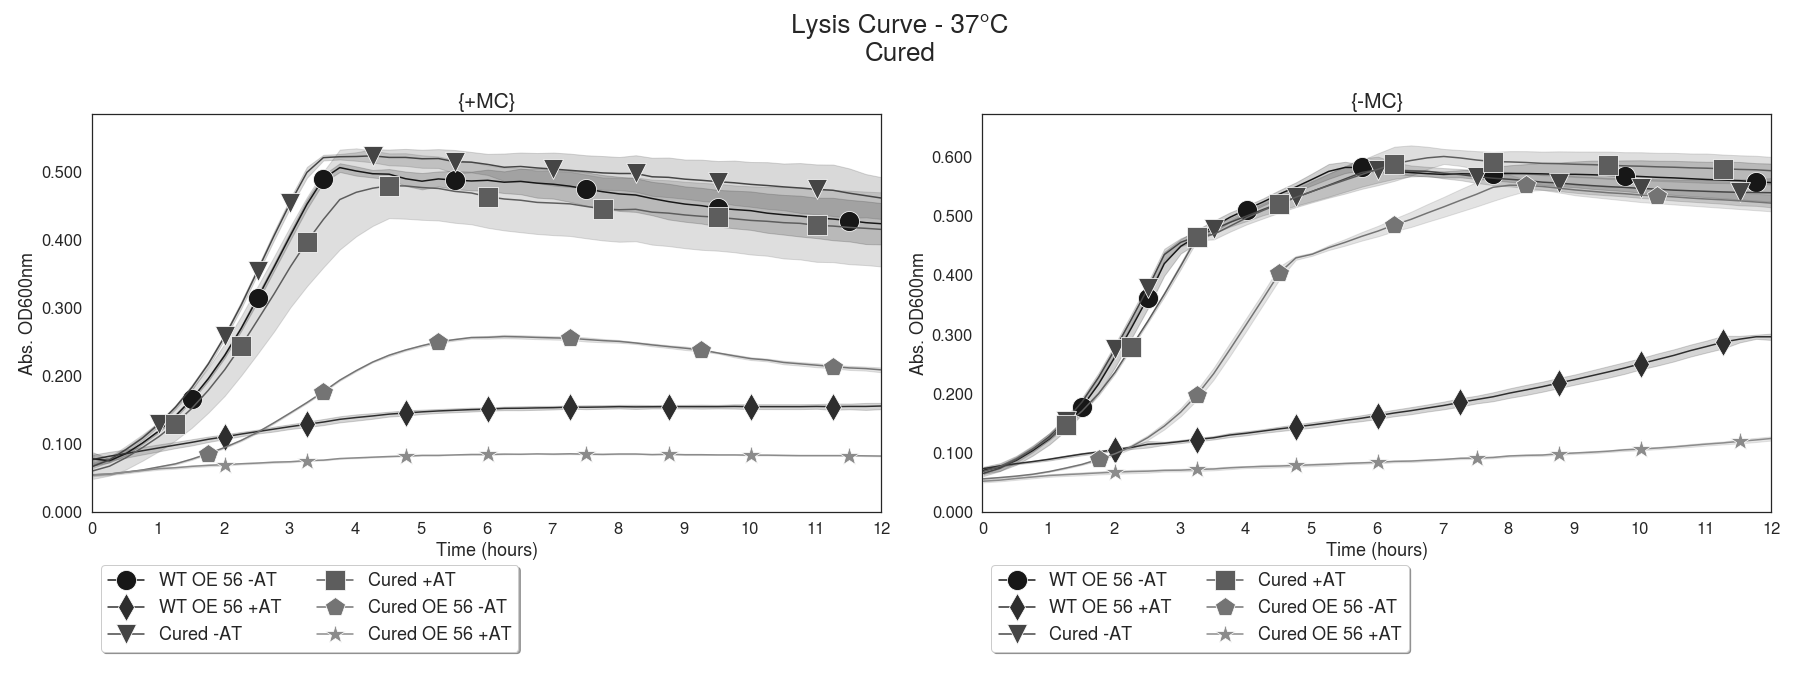 Lysis Curve - 37°C
Cured
{+MC}
Abs. OD600nm
0.500
0.400
0.300
0.200
0.100
0.000
0 1 2 3 4 5 6 7 8 9 10 11 12
Time (hours)
WT OE 56 -AT
WT OE 56 +AT
Cured -AT
Cured +AT
Cured OE 56 -AT
Cured OE 56 +AT
{-MC}
Abs. OD600nm
0.600
0.500
0.400
0.300
0.200
0.100
0.000
0 1 2 3 4 5 6 7 8 9 10 11 12
Time (hours)
WT OE 56 -AT
WT OE 56 +AT
Cured -AT
Cured +AT
Cured OE 56 -AT
Cured OE 56 +AT